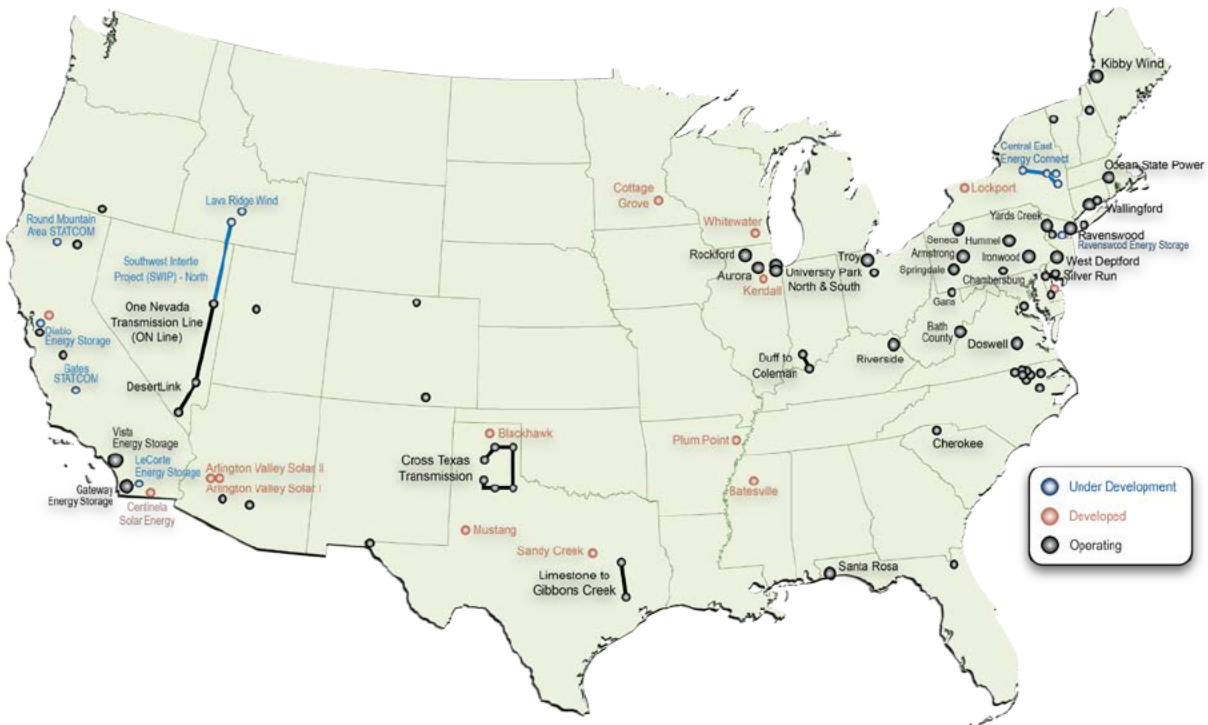 Kibby Wind
Central East
Energy Connect
Ocean State Power
Lockport
Wallingford
Yards Creek
Ravenswood
Ravenswood Energy Storage
Seneca
Hummel
Armstrong
Ironwood
West Deptford
Springdale
Chambersburg
Silver Run
Gans
Bath
County
Doswell
Cottage
Grove
Whitewater
Rockford
Aurora
Kendall
University Park
North & South
Troy
Duff to
Coleman
Riverside
Cherokee
Lava Ridge Wind
Round Mountain
Area STATCOM
Southwest Intertie
Project (SWIP) - North
One Nevada
Transmission Line
(ON Line)
Diablo
Energy Storage
Gates
STATCOM
DesertLink
Vista
Energy Storage
LeConte
Energy Storage
Gateway
Energy Storage
Centinela
Solar Energy
Arlington Valley Solar II
Arlington Valley Solar I
Blackhawk
Cross Texas
Transmission
Plum Point
Batesville
Mustang
Sandy Creek
Limestone to
Gibbons Creek
Santa Rosa
Under Development
Developed
Operating